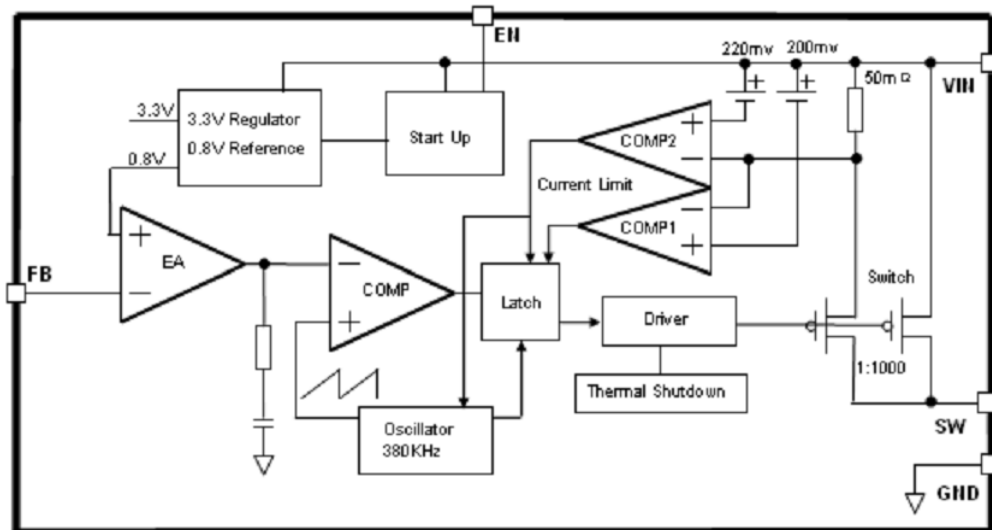 EN
220mv
200mv
VIN
50mΩ
3.3V
3.3V Regulator
0.8V Reference
0.8V
Start Up
+
+
+
COMP2
−
Current Limit
−
COMP1
+
+
EA
−
FB
−
COMP
+
Latch
Driver
Switch
1:1000
Thermal Shutdown
Oscillator
380KHz
SW
GND